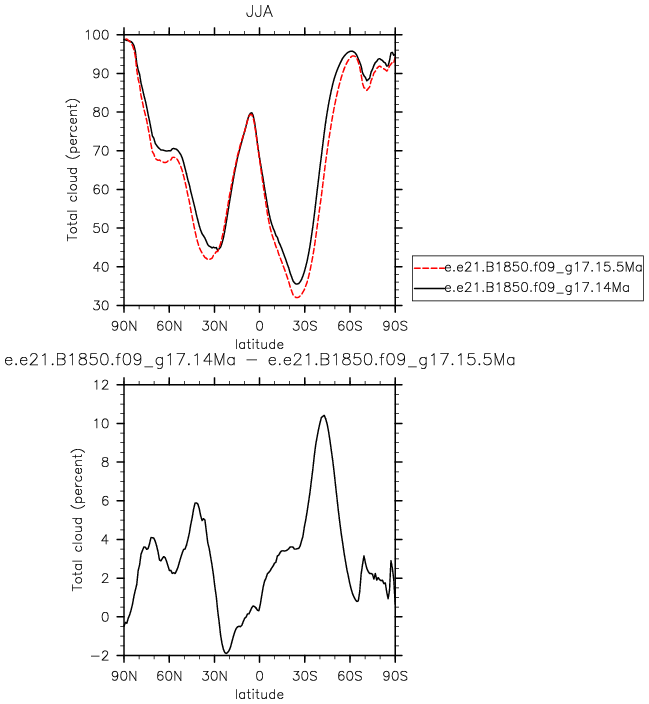 JJA
100
90
80
70
60
50
40
30
Total cloud (percent)
90N 60N 30N 0 30S 60S 90S
latitude
e.e21.B1850.f09_g17.15.5Ma
e.e21.B1850.f09_g17.14Ma
e.e21.B1850.f09_g17.14Ma − e.e21.B1850.f09_g17.15.5Ma
12
10
8
6
4
2
0
−2
Total cloud (percent)
90N 60N 30N 0 30S 60S 90S
latitude